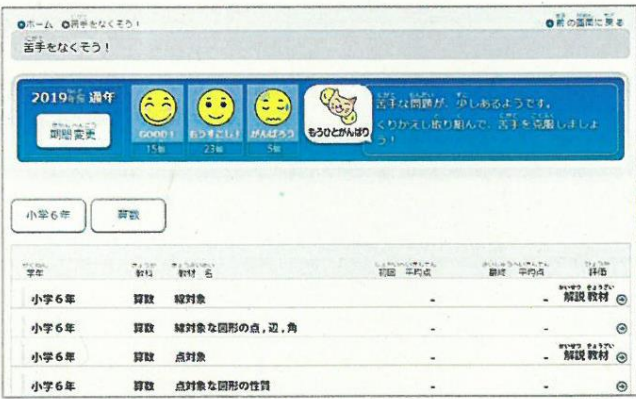 ホーム 苦手をなくそう! 前の画面に戻る
苦手をなくそう!
2019年度 通年
期間変更
GOOD! もうすこし! がんばろう もうひとがんばり
15個 23個 5個
苦手な問題が、少しあるようです。
くりかえし取り組んで、苦手を克服しましょ
う!
小学6年 算数
学年 教科 教材 名 初回 平均点 最終 平均点 評価
小学6年 算数 線対象 - - 解説教材
小学6年 算数 線対象な図形の点,辺,角 - -
小学6年 算数 点対象 - - 解説教材
小学6年 算数 点対象な図形の性質 - -